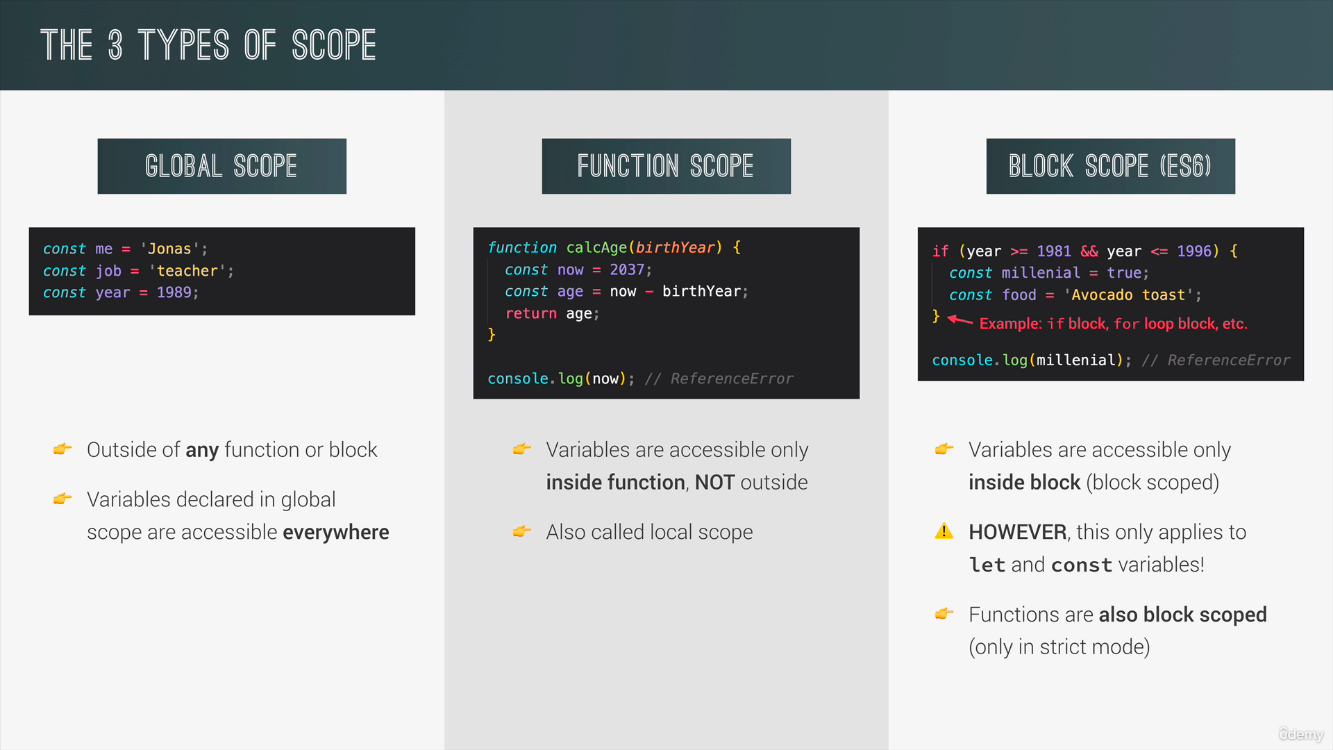 THE 3 TYPES OF SCOPE
GLOBAL SCOPE
const me = 'Jonas';
const job = 'teacher';
const year = 1989;
Outside of any function or block
Variables declared in global
scope are accessible everywhere
FUNCTION SCOPE
function calcAge(birthYear) {
const now = 2037;
const age = now − birthYear;
return age;
}
console.log(now); // ReferenceError
Variables are accessible only
inside function, NOT outside
Also called local scope
BLOCK SCOPE (ES6)
if (year >= 1981 && year <= 1996) {
const millenial = true;
const food = 'Avocado toast';
}
Example: if block, for loop block, etc.
console.log(millenial); // ReferenceError
Variables are accessible only
inside block (block scoped)
HOWEVER, this only applies to
let and const variables!
Functions are also block scoped
(only in strict mode)
Udemy